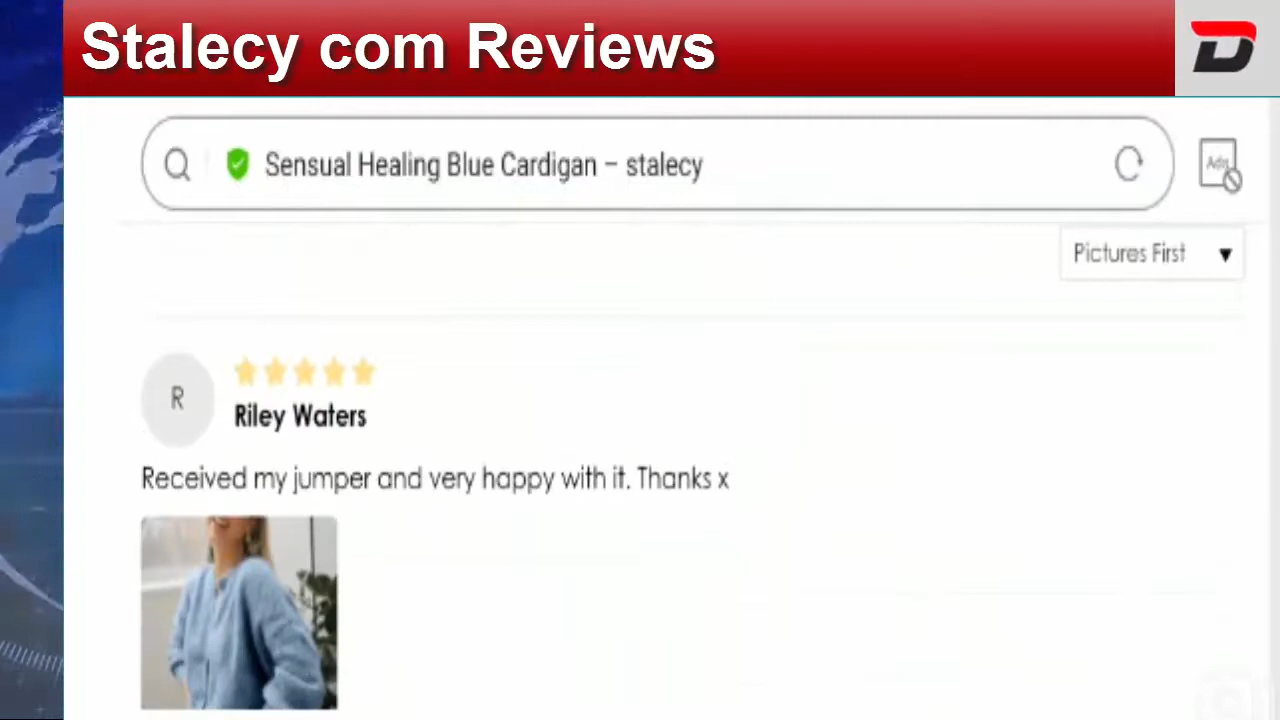 Stalecy com Reviews
D
Sensual Healing Blue Cardigan – stalecy
Ads
Pictures First
R
Riley Waters
Received my jumper and very happy with it. Thanks x